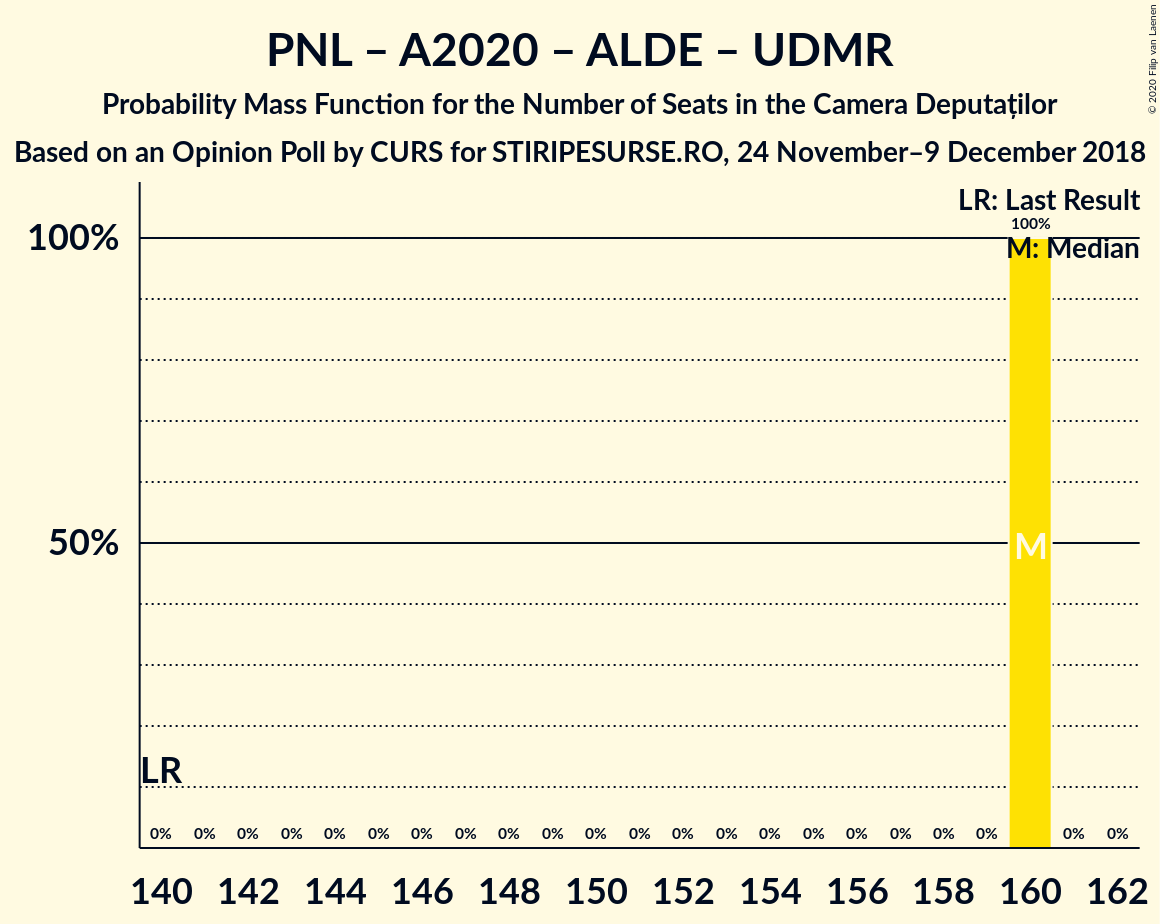 PNL – A2020 – ALDE – UDMR
Probability Mass Function for the Number of Seats in the Camera Deputaților
Based on an Opinion Poll by CURS for STIRIPESURSE.RO, 24 November–9 December 2018
© 2020 Filip van Laenen
LR: Last Result
100%
100%
M: Median
50%
M
LR
0% 0% 0% 0% 0% 0% 0% 0% 0% 0% 0% 0% 0% 0% 0% 0% 0% 0% 0% 0% 0% 0%
140 142 144 146 148 150 152 154 156 158 160 162